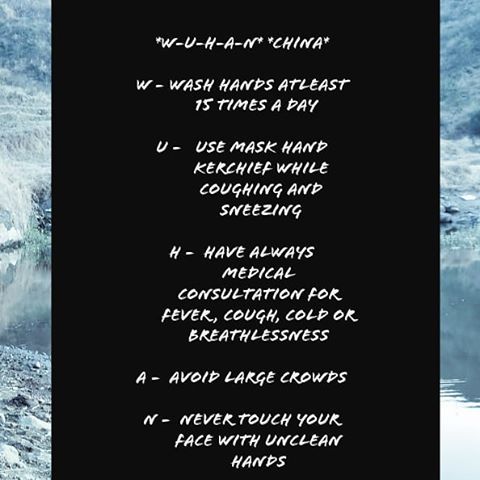 *W-U-H-A-N* *CHINA*
W - WASH HANDS ATLEAST
15 TIMES A DAY
U - USE MASK HAND
KERCHIEF WHILE
COUGHING AND
SNEEZING
H - HAVE ALWAYS
MEDICAL
CONSULTATION FOR
FEVER, COUGH, COLD OR
BREATHLESSNESS
A - AVOID LARGE CROWDS
N - NEVER TOUCH YOUR
FACE WITH UNCLEAN
HANDS